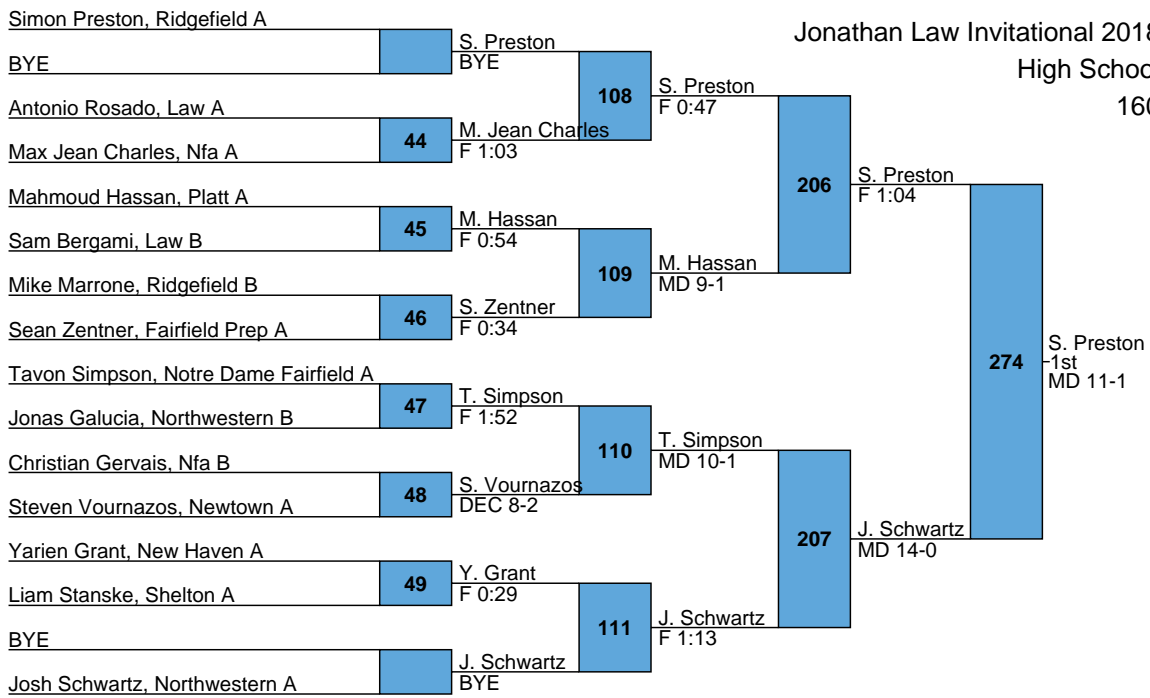 Jonathan Law Invitational 2018
High Schoo
160
Simon Preston, Ridgefield A
BYE
Antonio Rosado, Law A
Max Jean Charles, Nfa A
Mahmoud Hassan, Platt A
Sam Bergami, Law B
Mike Marrone, Ridgefield B
Sean Zentner, Fairfield Prep A
Tavon Simpson, Notre Dame Fairfield A
Jonas Galucia, Northwestern B
Christian Gervais, Nfa B
Steven Vournazos, Newtown A
Yarien Grant, New Haven A
Liam Stanske, Shelton A
BYE
Josh Schwartz, Northwestern A
44
45
46
47
48
49
S. Preston
BYE
M. Jean Charles
F 1:03
M. Hassan
F 0:54
S. Zentner
F 0:34
T. Simpson
F 1:52
S. Vournazos
DEC 8-2
Y. Grant
F 0:29
J. Schwartz
BYE
108
109
110
111
S. Preston
F 0:47
M. Hassan
MD 9-1
T. Simpson
MD 10-1
J. Schwartz
F 1:13
206
207
S. Preston
F 1:04
J. Schwartz
MD 14-0
274
S. Preston
1st
MD 11-1